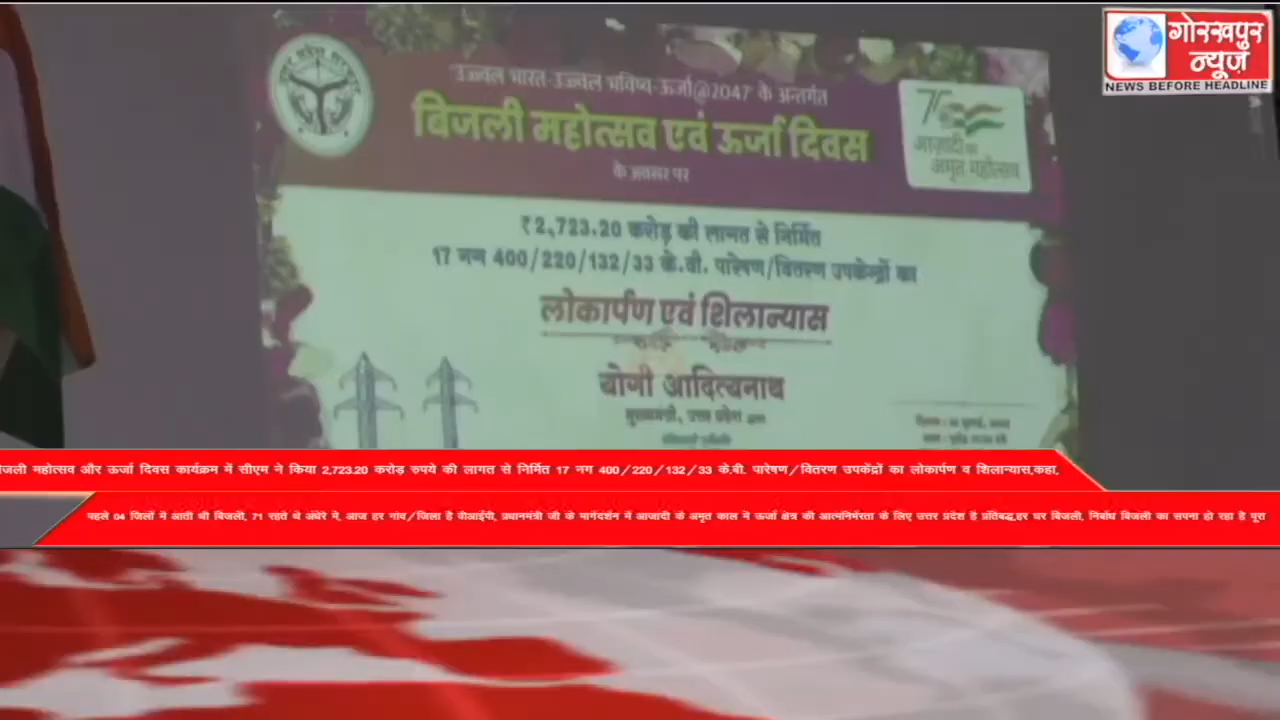 गोरखपुर
न्यूज़
NEWS BEFORE HEADLINE
'उज्ज्वल भारत-उज्ज्वल भविष्य-ऊर्जा@2047' के अन्तर्गत
बिजली महोत्सव एवं ऊर्जा दिवस
के अवसर पर
75
आज़ादी का
अमृत महोत्सव
₹2,723.20 करोड़ की लागत से निर्मित
17 नग 400/220/132/33 के.वी. पारेषण/वितरण उपकेन्द्रों का
लोकार्पण एवं शिलान्यास
योगी आदित्यनाथ
मुख्यमंत्री, उत्तर प्रदेश द्वारा
बिजली महोत्सव और ऊर्जा दिवस कार्यक्रम में सीएम ने किया 2,723.20 करोड़ रुपये की लागत से निर्मित 17 नग 400/220/132/33 के.वी. पारेषण/वितरण उपकेंद्रों का लोकार्पण व शिलान्यास,कहा,
पहले 04 जिलों में आती थी बिजली, 71 रहते थे अंधेरे में, आज हर गांव/जिला है वीआईपी, प्रधानमंत्री जी के मार्गदर्शन में आजादी के अमृत काल में ऊर्जा क्षेत्र की आत्मनिर्भरता के लिए उत्तर प्रदेश है प्रतिबद्ध,हर घर बिजली, निर्बाध बिजली का सपना हो रहा है पूरा